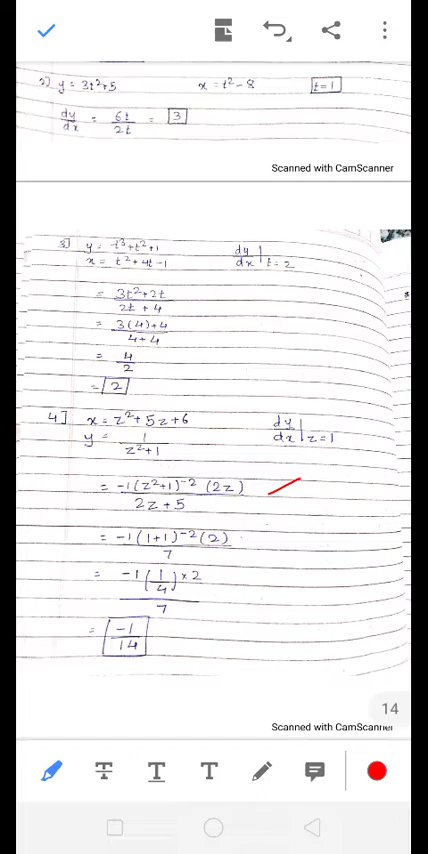 2) y = 3t²+5 x = t² - 8 t=1
dy/dx = 6t/2t = 3
Scanned with CamScanner
3] y = t³+t²+1 dy/dx | t=2
x = t²+4t-1
= 3t²+2t / 2t + 4
= 3(4)+4 / 4+4
= 4/2
= 2
4] x = z²+5z+6 dy/dx | z=1
y = 1 / z²+1
= -1(z²+1)⁻² (2z) / 2z+5
= -1(1+1)⁻²(2) / 7
= -1(1/4)×2 / 7
= -1/14
14
Scanned with CamScanner
T T T